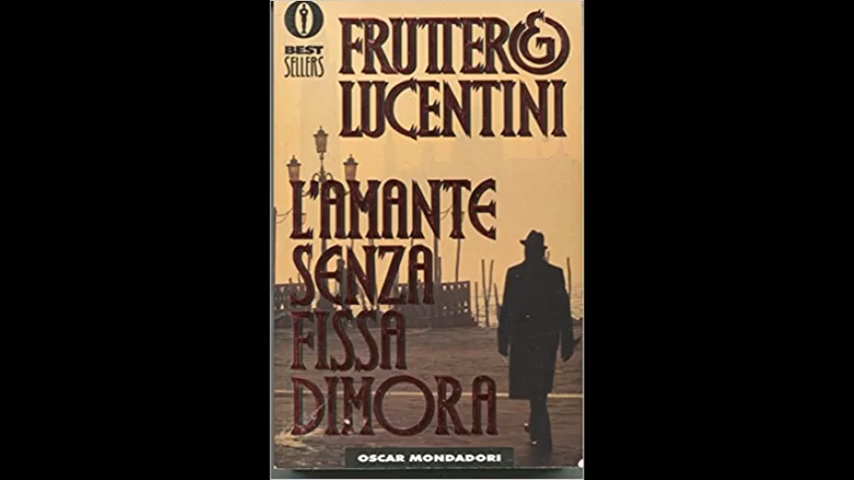 BEST
SELLERS
FRUTTERO&
LUCENTINI
L'AMANTE
SENZA
FISSA
DIMORA
OSCAR MONDADORI